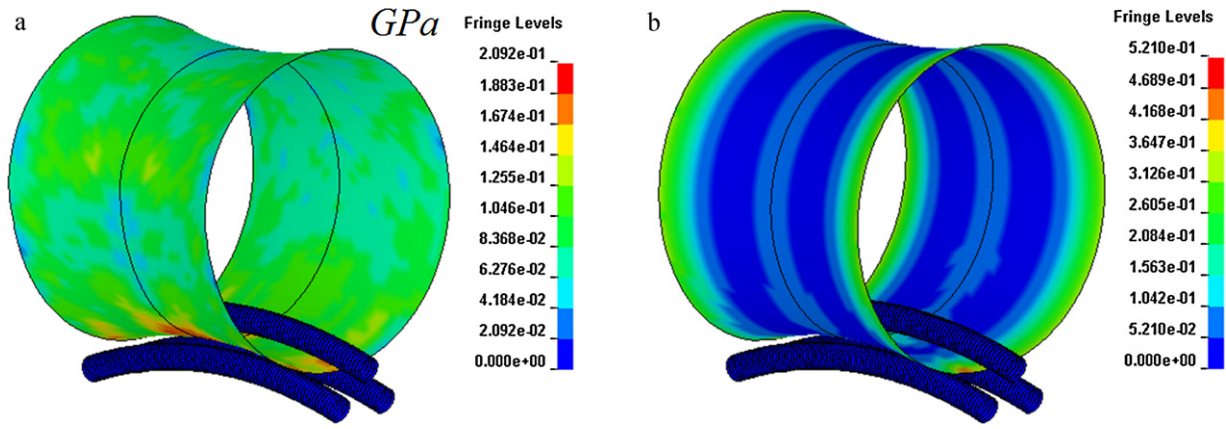 a
GPa
Fringe Levels
2.092e-01
1.883e-01
1.674e-01
1.464e-01
1.255e-01
1.046e-01
8.368e-02
6.276e-02
4.184e-02
2.092e-02
0.000e+00
b
Fringe Levels
5.210e-01
4.689e-01
4.168e-01
3.647e-01
3.126e-01
2.605e-01
2.084e-01
1.563e-01
1.042e-01
5.210e-02
0.000e+00